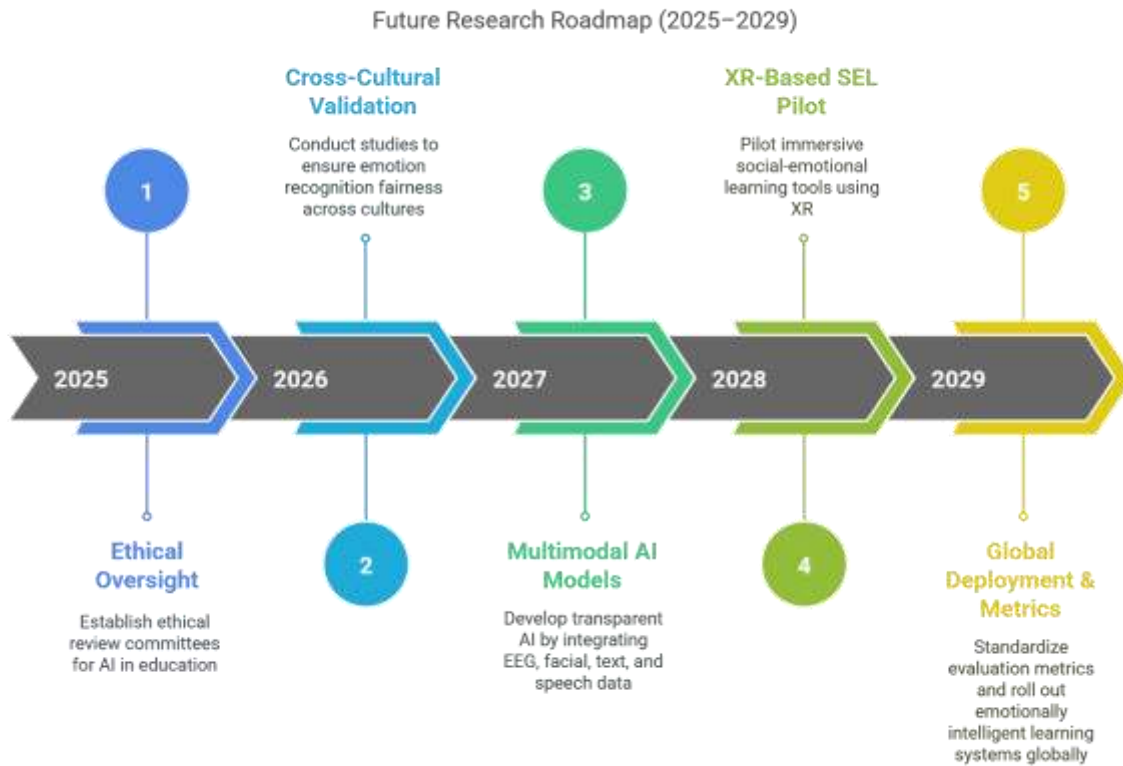 Future Research Roadmap (2025–2029)
Cross-Cultural
Validation
Conduct studies to
ensure emotion
recognition fairness
across cultures
XR-Based SEL
Pilot
Pilot immersive
social-emotional
learning tools using
XR
1
3
5
2025
2026
2027
2028
2029
Ethical
Oversight
Establish ethical
review committees
for AI in education
2
Multimodal AI
Models
Develop transparent
AI by integrating
EEG, facial, text, and
speech data
4
Global
Deployment &
Metrics
Standardize
evaluation metrics
and roll out
emotionally
intelligent learning
systems globally